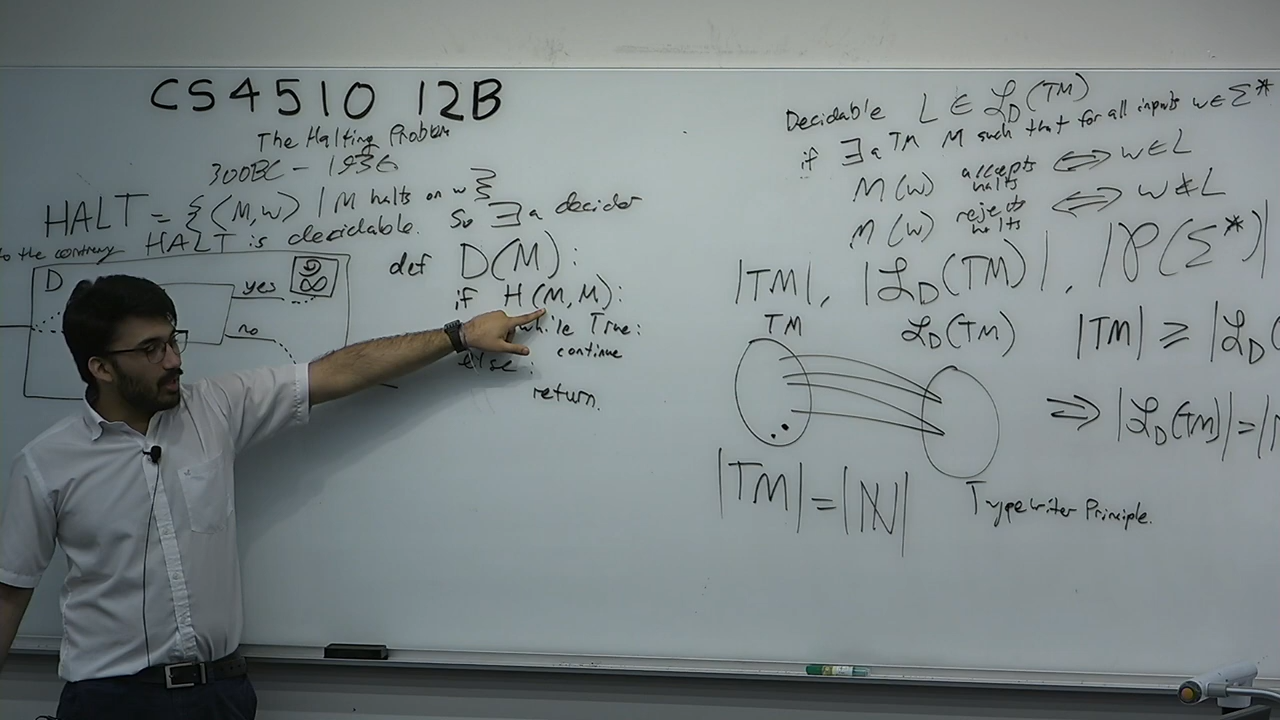 CS4510 12B
The Halting Problem
300BC - 1936
HALT = {(M,w) | M halts on w}
to the contrary HALT is decidable. So ∃ a decider
D
yes
∞
no
def D(M):
if H(M,M):
while True:
continue
else:
return.
Decidable L ∈ ℒ_D(TM)
if ∃ a TM M such that for all inputs w∈Σ*
M(w) accepts halts ⟺ w∈L
M(w) rejects halts ⟺ w∉L
|TM|, |ℒ_D(TM)|, |𝒫(Σ*)|
TM
ℒ_D(TM)
|TM| ≥ |ℒ_D(
⇒ |ℒ_D(TM)| = |N
|TM| = |ℕ|
Typewriter Principle.